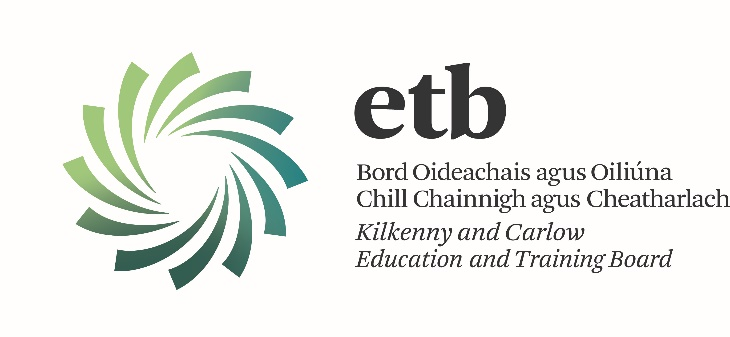 etb
Bord Oideachais agus Oiliúna
Chill Chainnigh agus Cheatharlach
Kilkenny and Carlow
Education and Training Board